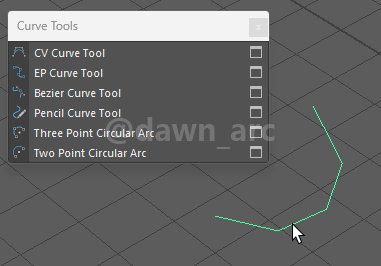 Curve Tools
CV Curve Tool
EP Curve Tool
Bezier Curve Tool
Pencil Curve Tool
Three Point Circular Arc
@dawn_arc
Two Point Circular Arc